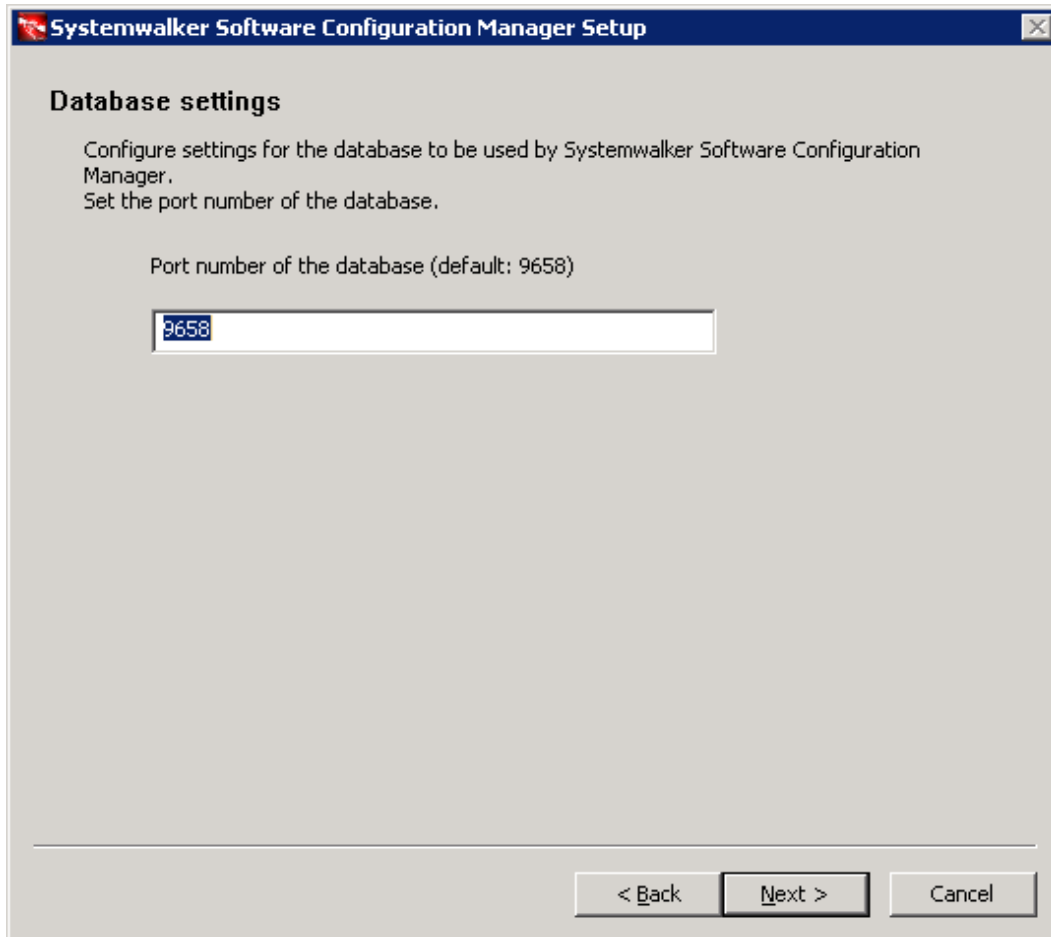 Systemwalker Software Configuration Manager Setup
Database settings
Configure settings for the database to be used by Systemwalker Software Configuration
Manager.
Set the port number of the database.
Port number of the database (default: 9658)
9658
< Back
Next >
Cancel